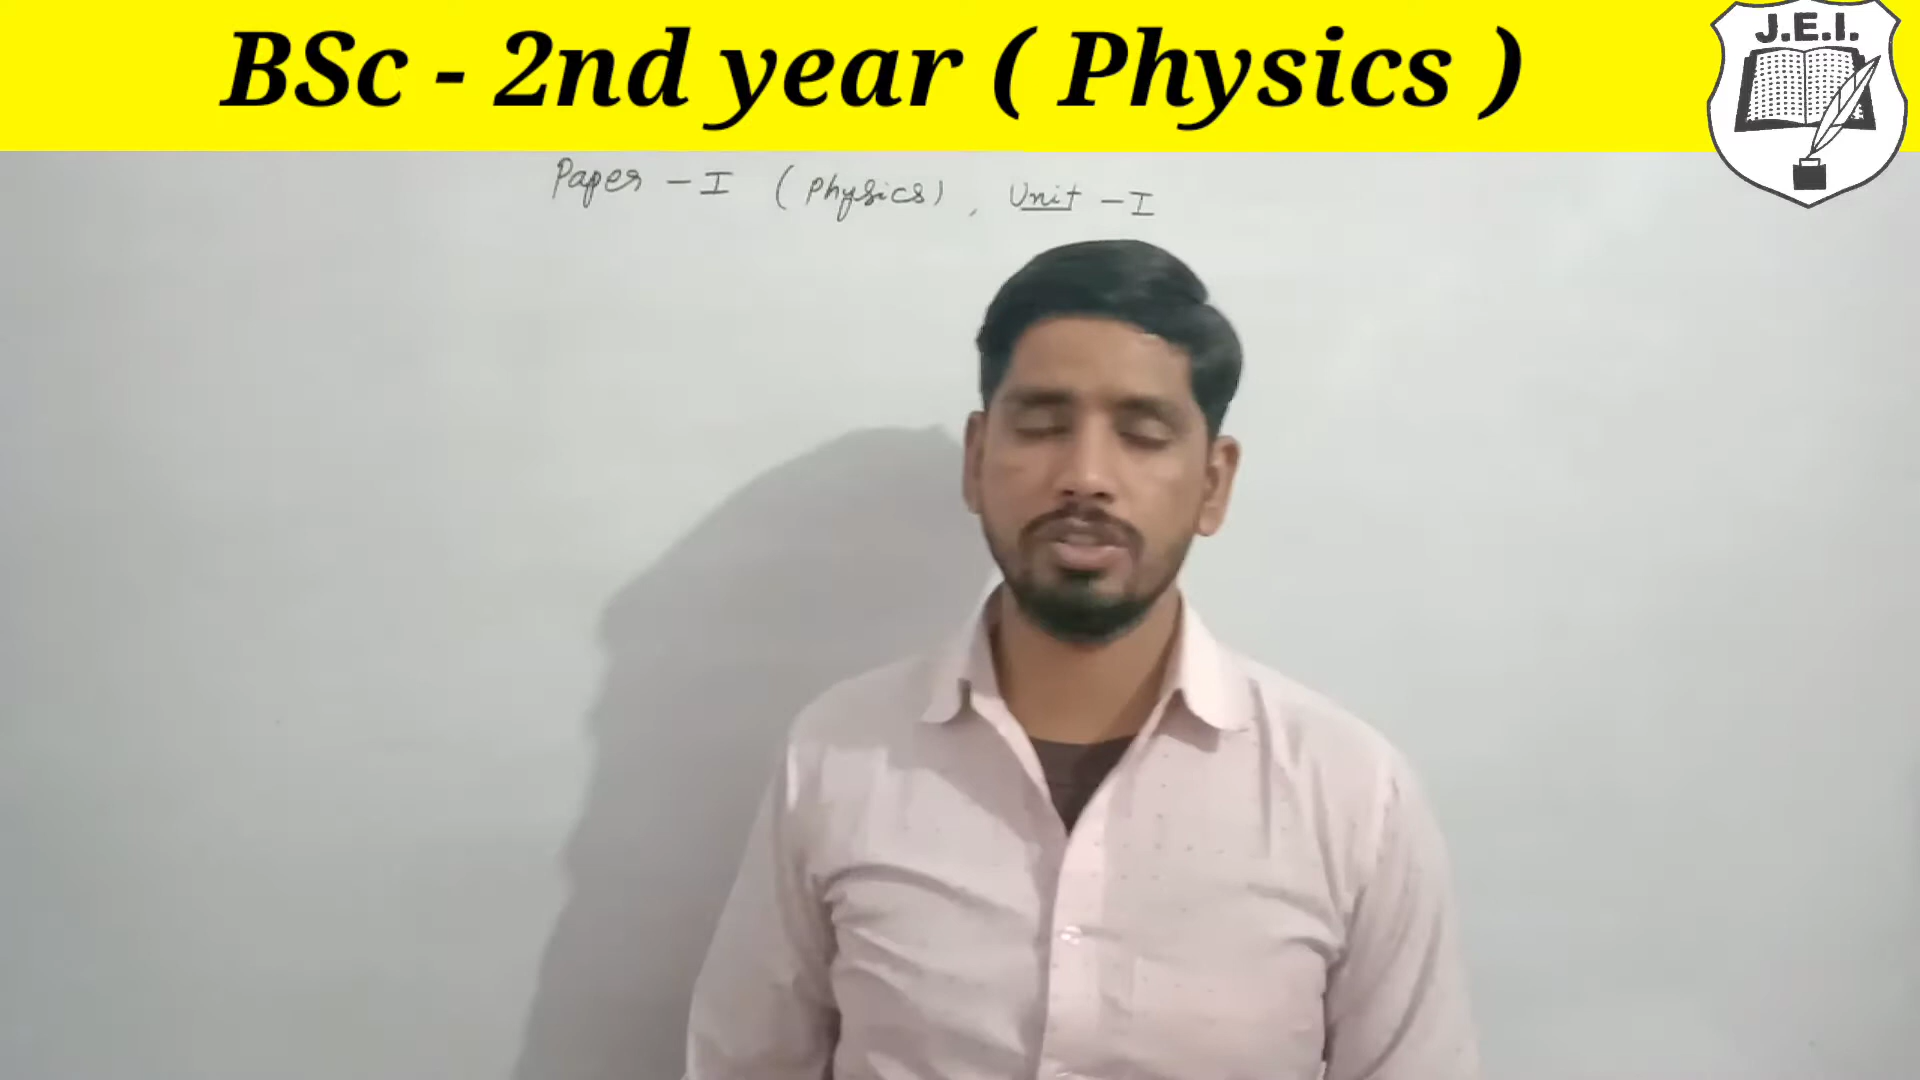 BSc - 2nd year ( Physics )
J.E.I.
Paper - I (Physics), Unit - I